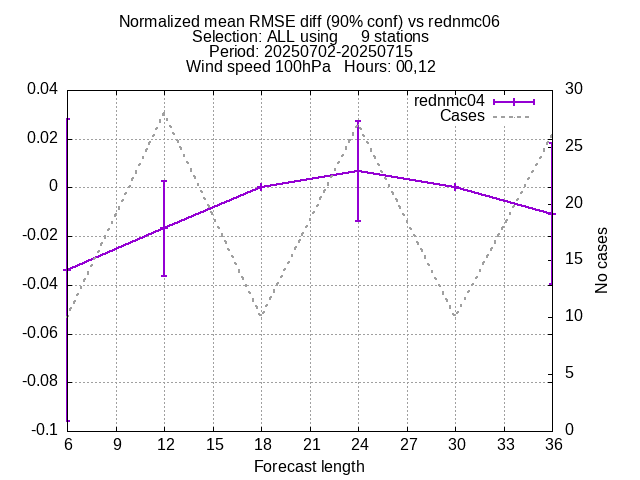 Normalized mean RMSE diff (90% conf) vs rednmc06
Selection: ALL using     9 stations
Period: 20250702-20250715
Wind speed 100hPa   Hours: 00,12
rednmc04
Cases
0.04
0.02
0
-0.02
-0.04
-0.06
-0.08
-0.1
30
25
20
15
10
5
0
No cases
6 9 12 15 18 21 24 27 30 33 36
Forecast length